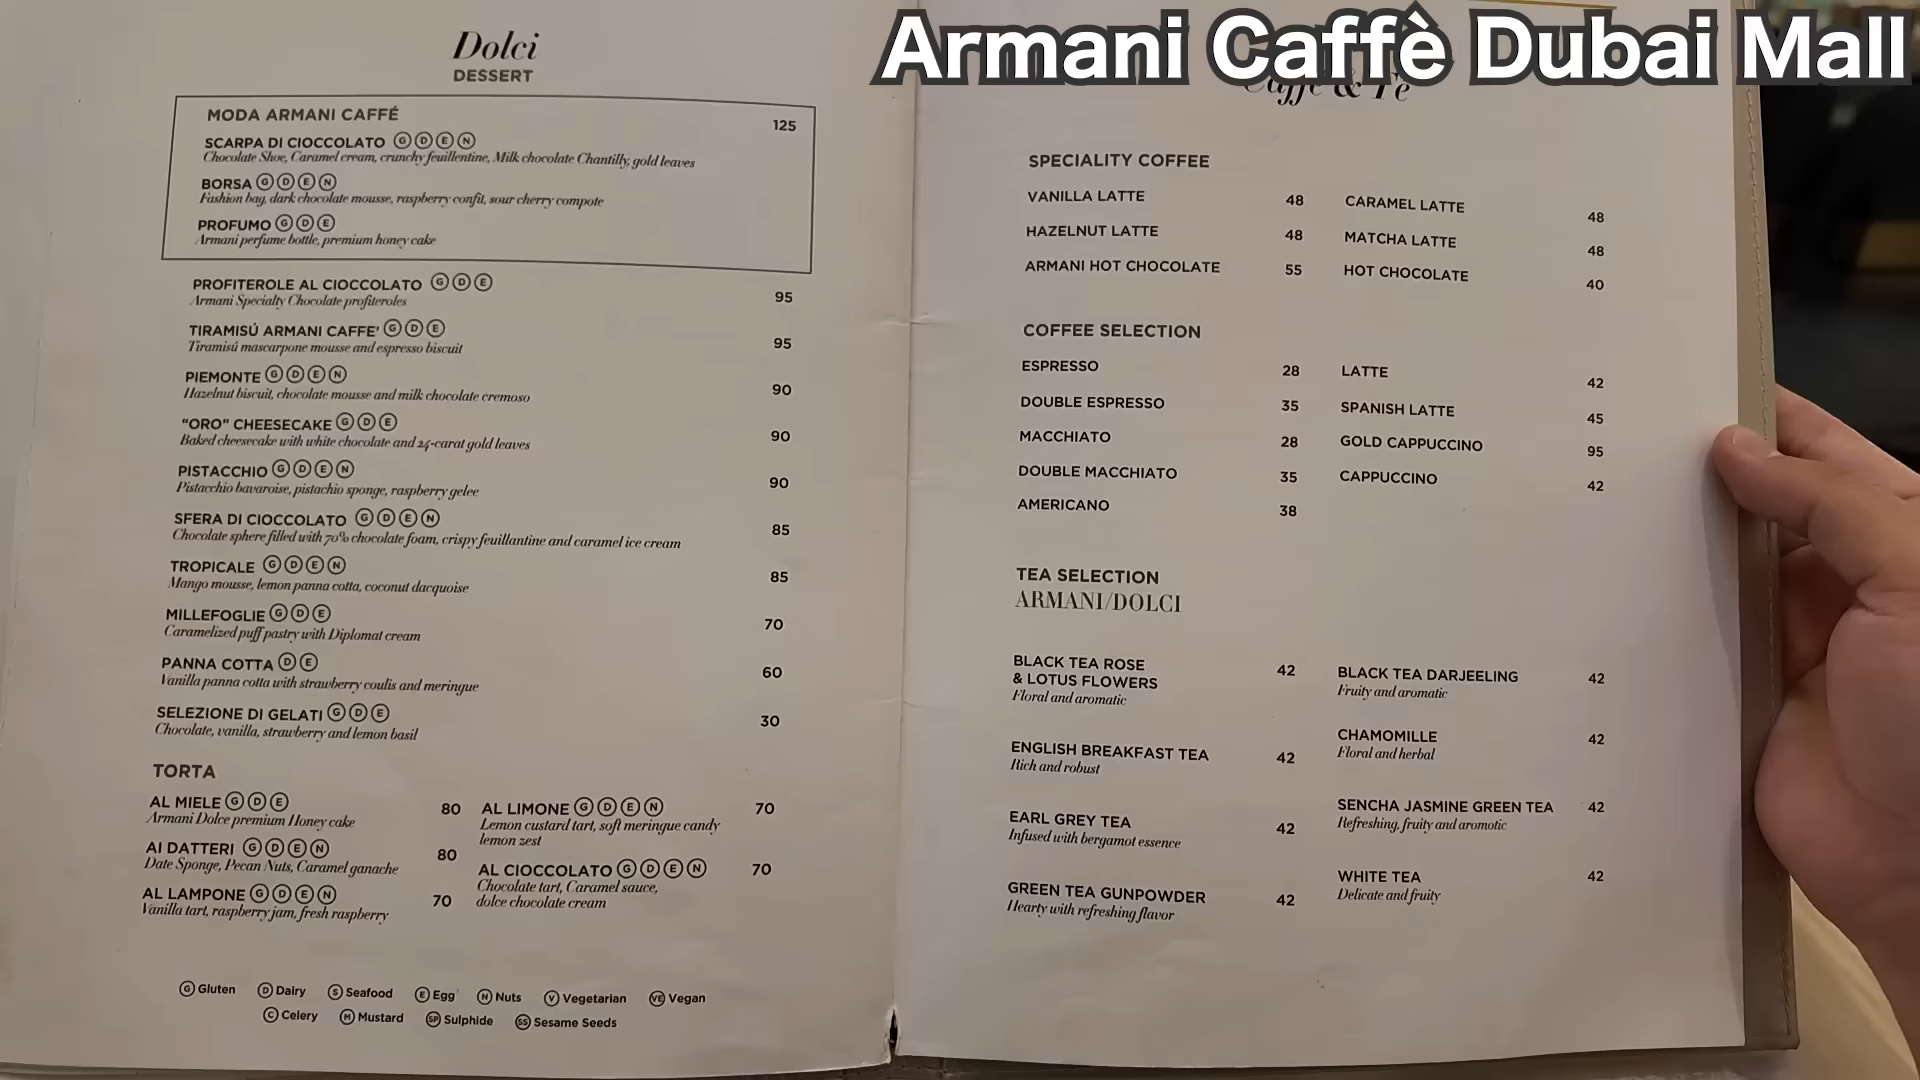 Armani Caffè Dubai Mall
Dolci
DESSERT
MODA ARMANI CAFFÉ 125
SCARPA DI CIOCCOLATO G D E N
Chocolate Shoe, Caramel cream, crunchy feuillentine, Milk chocolate Chantilly, gold leaves
BORSA G D E N
Fashion bag, dark chocolate mousse, raspberry confit, sour cherry compote
PROFUMO G D E
Armani perfume bottle, premium honey cake
PROFITEROLE AL CIOCCOLATO G D E 95
Armani Specialty Chocolate profiteroles
TIRAMISÚ ARMANI CAFFE' G D E 95
Tiramisú mascarpone mousse and espresso biscuit
PIEMONTE G D E N 90
Hazelnut biscuit, chocolate mousse and milk chocolate cremoso
"ORO" CHEESECAKE G D E 90
Baked cheesecake with white chocolate and 24-carat gold leaves
PISTACCHIO G D E N 90
Pistacchio bavaroise, pistachio sponge, raspberry gelee
SFERA DI CIOCCOLATO G D E N 85
Chocolate sphere filled with 70% chocolate foam, crispy feuillantine and caramel ice cream
TROPICALE G D E N 85
Mango mousse, lemon panna cotta, coconut dacquoise
MILLEFOGLIE G D E 70
Caramelized puff pastry with Diplomat cream
PANNA COTTA D E 60
Vanilla panna cotta with strawberry coulis and meringue
SELEZIONE DI GELATI G D E 30
Chocolate, vanilla, strawberry and lemon basil
TORTA
AL MIELE G D E 80
Armani Dolce premium Honey cake
AI DATTERI G D E N 80
Date Sponge, Pecan Nuts, Caramel ganache
AL LAMPONE G D E N 70
Vanilla tart, raspberry jam, fresh raspberry
AL LIMONE G D E N 70
Lemon custard tart, soft meringue candy
lemon zest
AL CIOCCOLATO G D E N 70
Chocolate tart, Caramel sauce,
dolce chocolate cream
G Gluten D Dairy S Seafood E Egg N Nuts V Vegetarian VE Vegan
C Celery M Mustard SP Sulphide SS Sesame Seeds
Caffè & Tè
SPECIALITY COFFEE
VANILLA LATTE 48 CARAMEL LATTE 48
HAZELNUT LATTE 48 MATCHA LATTE 48
ARMANI HOT CHOCOLATE 55 HOT CHOCOLATE 40
COFFEE SELECTION
ESPRESSO 28 LATTE 42
DOUBLE ESPRESSO 35 SPANISH LATTE 45
MACCHIATO 28 GOLD CAPPUCCINO 95
DOUBLE MACCHIATO 35 CAPPUCCINO 42
AMERICANO 38
TEA SELECTION
ARMANI/DOLCI
BLACK TEA ROSE 42
& LOTUS FLOWERS
Floral and aromatic
BLACK TEA DARJEELING 42
Fruity and aromatic
ENGLISH BREAKFAST TEA 42
Rich and robust
CHAMOMILLE 42
Floral and herbal
EARL GREY TEA 42
Infused with bergamot essence
SENCHA JASMINE GREEN TEA 42
Refreshing, fruity and aromotic
GREEN TEA GUNPOWDER 42
Hearty with refreshing flavor
WHITE TEA 42
Delicate and fruity